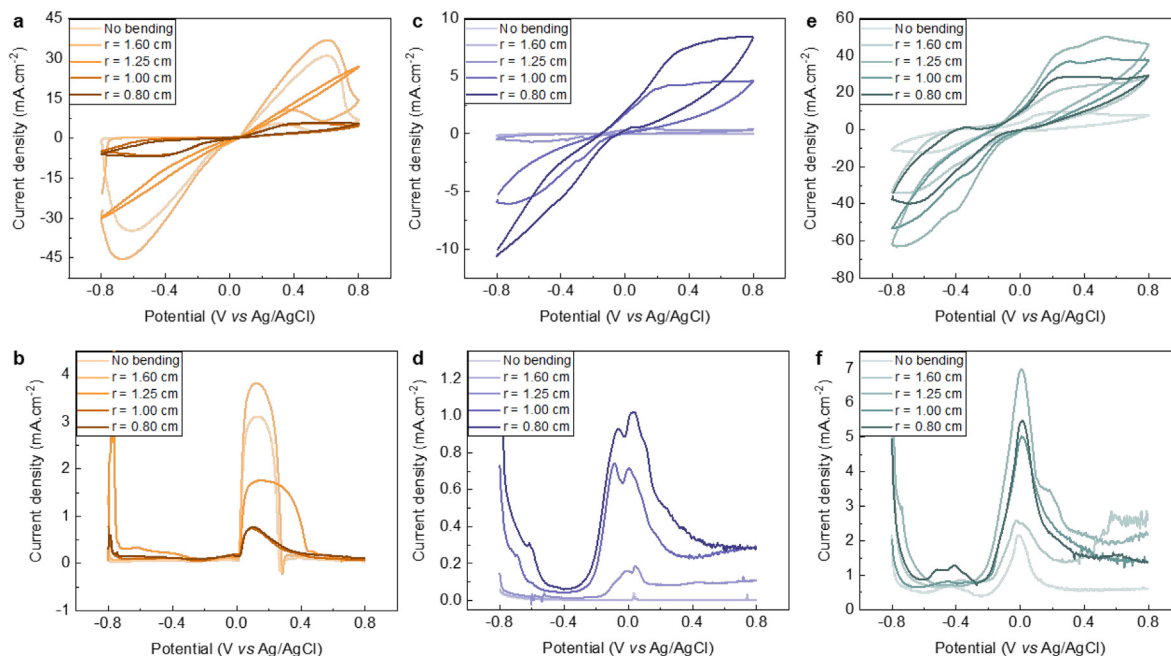 a
No bending
r = 1.60 cm
r = 1.25 cm
r = 1.00 cm
r = 0.80 cm
45
30
15
0
-15
-30
-45
Current density (mA.cm-2)
-0.8 -0.4 0.0 0.4 0.8
Potential (V vs Ag/AgCl)
c
No bending
r = 1.60 cm
r = 1.25 cm
r = 1.00 cm
r = 0.80 cm
10
5
0
-5
-10
Current density (mA.cm-2)
-0.8 -0.4 0.0 0.4 0.8
Potential (V vs Ag/AgCl)
e
No bending
r = 1.60 cm
r = 1.25 cm
r = 1.00 cm
r = 0.80 cm
60
40
20
0
-20
-40
-60
-80
Current density (mA.cm-2)
-0.8 -0.4 0.0 0.4 0.8
Potential (V vs Ag/AgCl)
b
No bending
r = 1.60 cm
r = 1.25 cm
r = 1.00 cm
r = 0.80 cm
4
3
2
1
0
-1
Current density (mA.cm-2)
-0.8 -0.4 0.0 0.4 0.8
Potential (V vs Ag/AgCl)
d
No bending
r = 1.60 cm
r = 1.25 cm
r = 1.00 cm
r = 0.80 cm
1.2
1.0
0.8
0.6
0.4
0.2
0.0
Current density (mA.cm-2)
-0.8 -0.4 0.0 0.4 0.8
Potential (V vs Ag/AgCl)
f
No bending
r = 1.60 cm
r = 1.25 cm
r = 1.00 cm
r = 0.80 cm
7
6
5
4
3
2
1
0
Current density (mA.cm-2)
-0.8 -0.4 0.0 0.4 0.8
Potential (V vs Ag/AgCl)